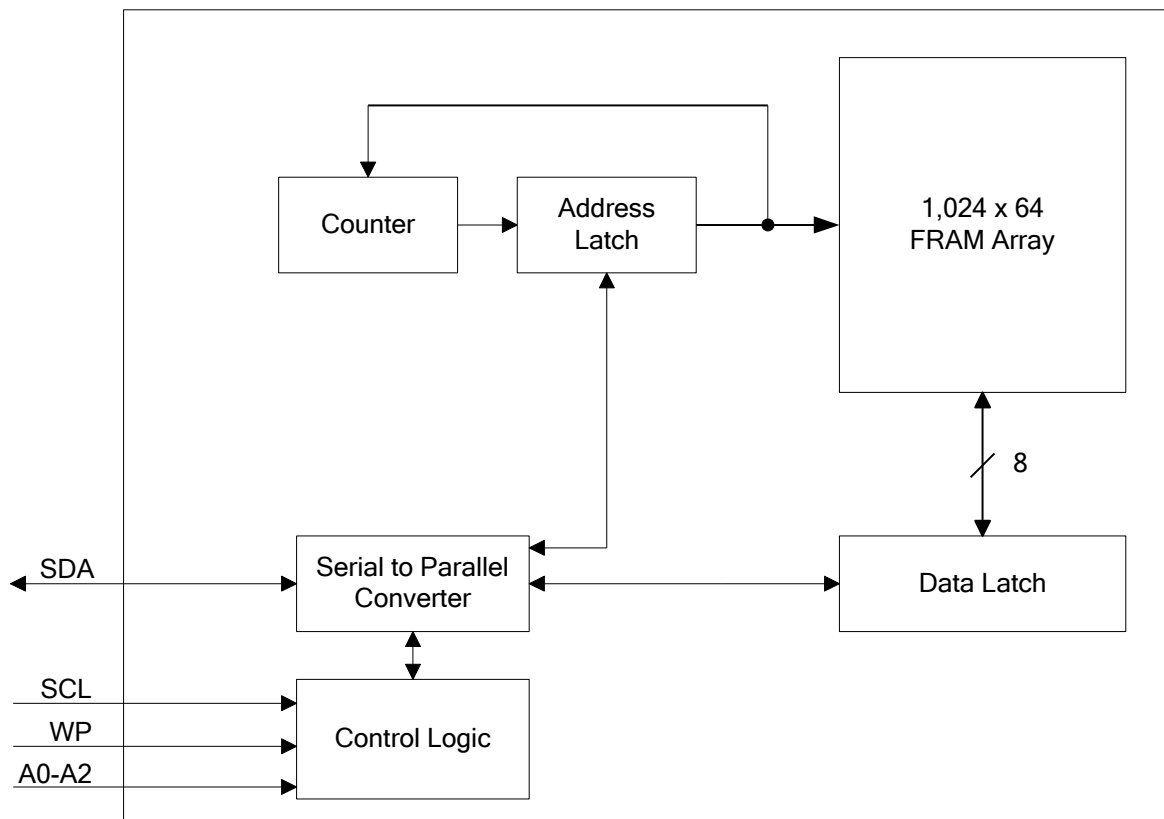 Counter
Address
Latch
1,024 x 64
FRAM Array
8
SDA
Serial to Parallel
Converter
Data Latch
SCL
WP
A0-A2
Control Logic